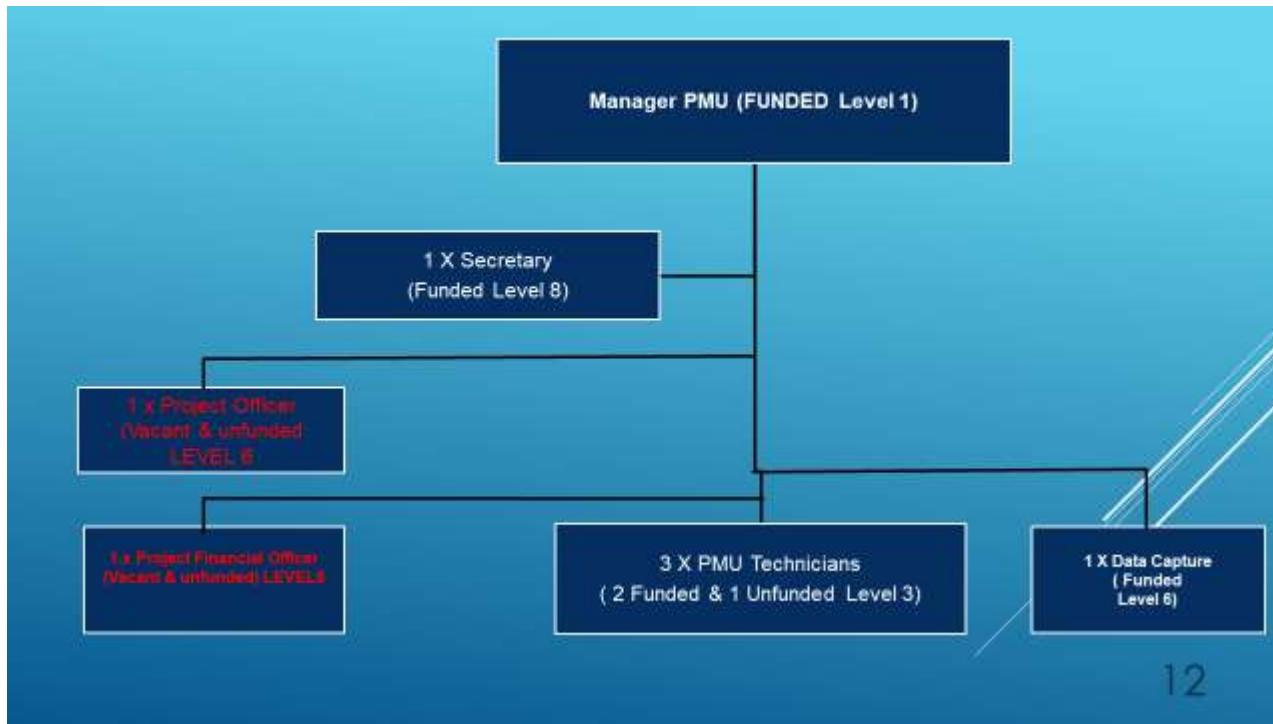 Manager PMU (FUNDED Level 1)
1 X Secretary
(Funded Level 8)
1 x Project Officer
(Vacant & unfunded
LEVEL 6
1 x Project Financial Officer
(Vacant & unfunded) LEVEL
3 X PMU Technicians
( 2 Funded & 1 Unfunded Level 3)
1 X Data Capture
( Funded
Level 6)
12